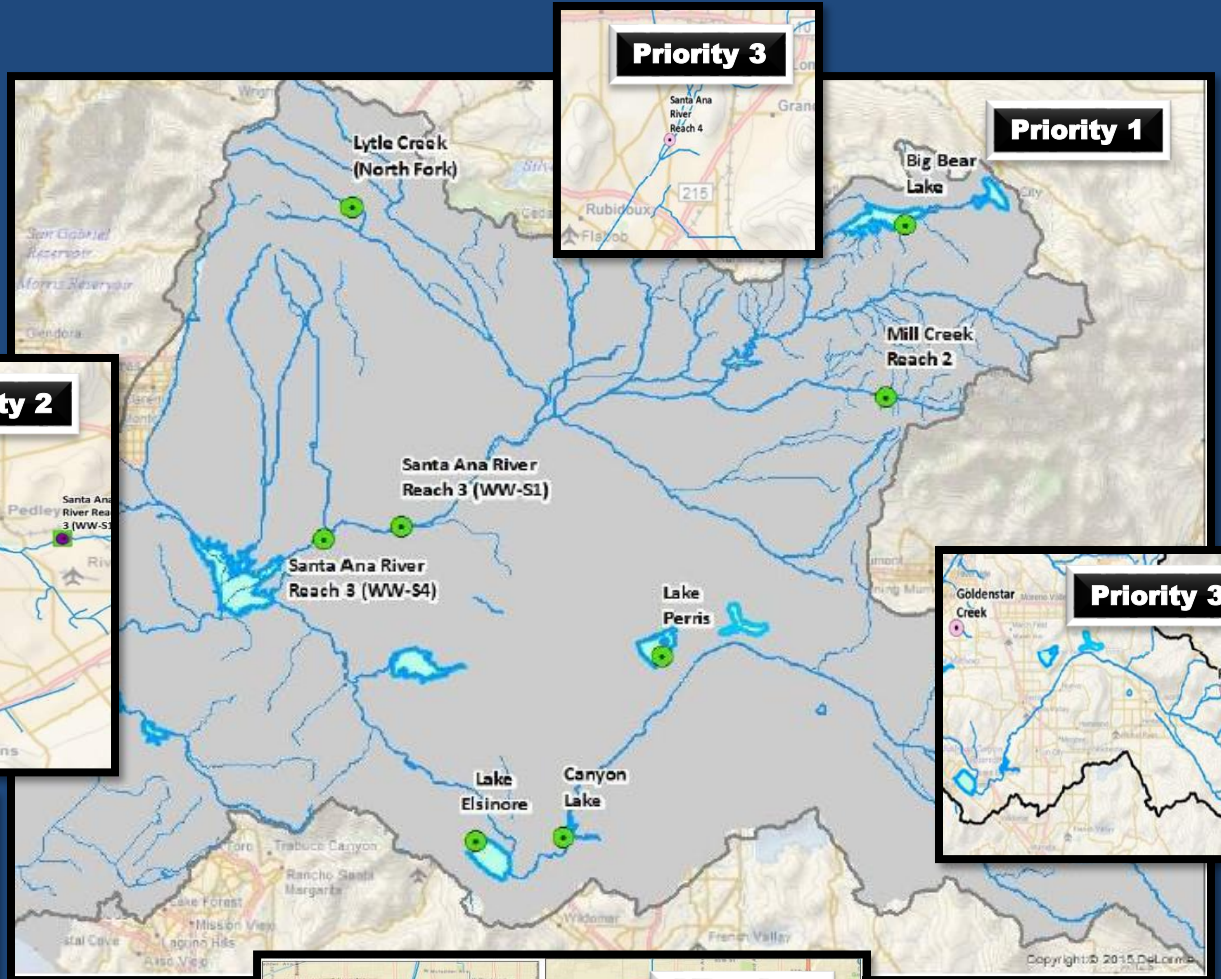 Priority 3
Santa Ana
River
Reach 4
215
Rubidoux
Priority 1
Lytle Creek
(North Fork)
Big Bear
Lake
City
San Gabriel
Reservoir
Morris Reservoir
Glendora
Mill Creek
Reach 2
ty 2
Santa Ana
River Rea
3 (WW-S1
Pedley
Riv
Santa Ana River
Reach 3 (WW-S1)
Santa Ana River
Reach 3 (WW-S4)
Lake
Perris
Priority 3
Goldenstar
Creek
Lake
Elsinore
Canyon
Lake
Trabuco Canyon
Rancho Santa
Margarita
Lake Forest
Mission Viejo
Laguna Hills
Aliso Viejo
Wildomar
French Valley
Copyright:© 2015 DeLorme